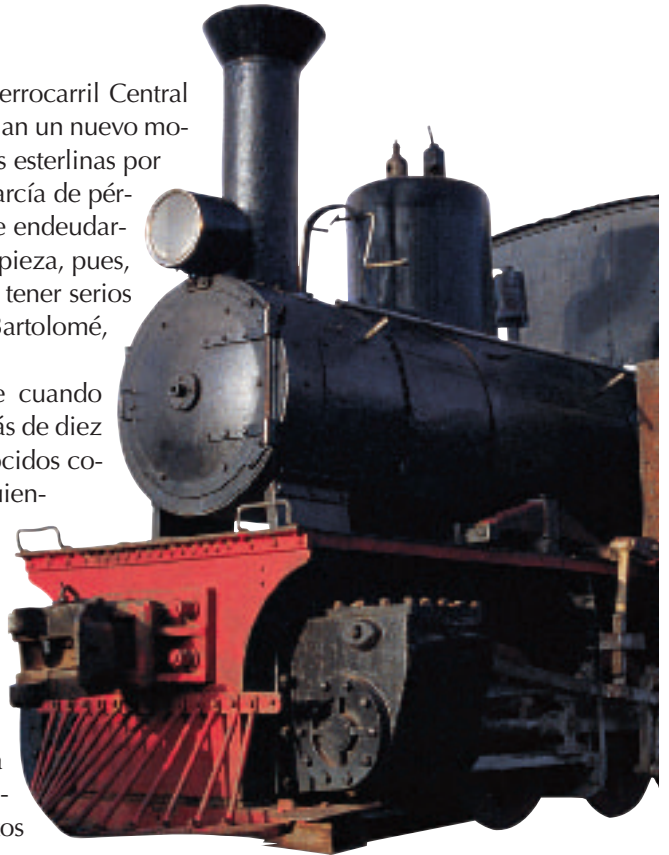 errocarril Central
an un nuevo mo-
s esterlinas por
arcía de pér-
e endeudar-
pieza, pues,
tener serios
Bartolomé,
e cuando
ás de diez
ocidos co-
uien-
a
-
os